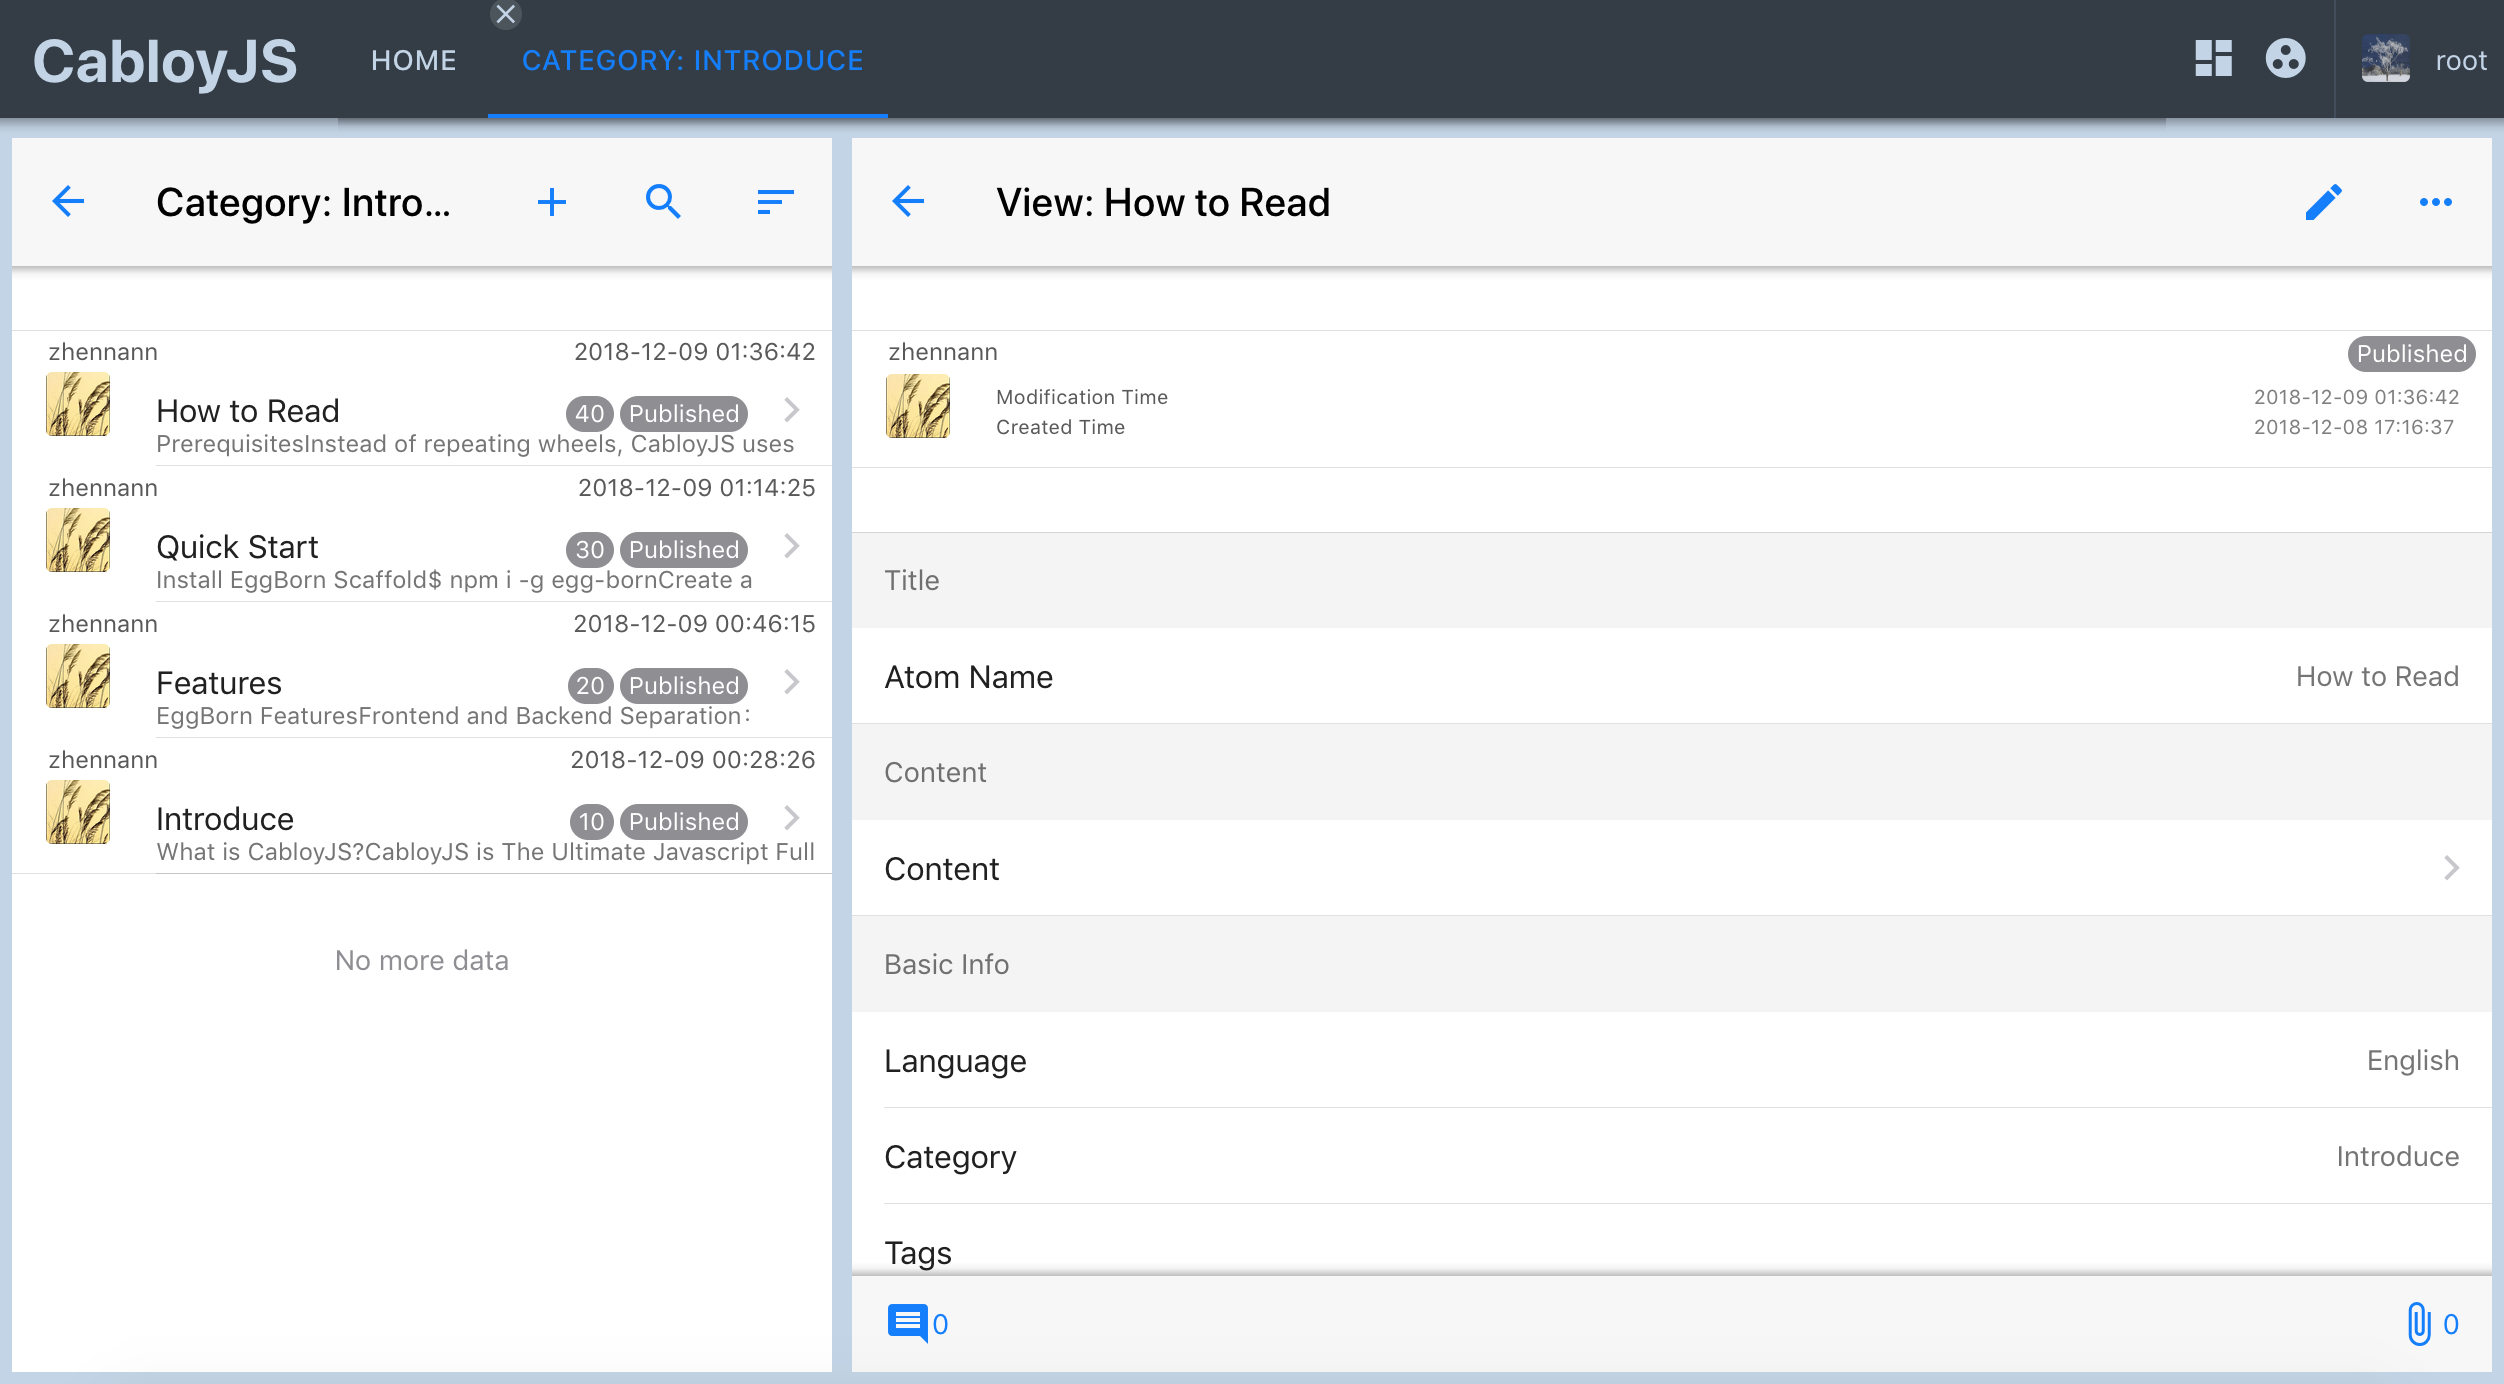 CabloyJS
HOME
CATEGORY: INTRODUCE
root
Category: Intro...
zhennann
2018-12-09 01:36:42
How to Read
40
Published
PrerequisitesInstead of repeating wheels, CabloyJS uses
zhennann
2018-12-09 01:14:25
Quick Start
30
Published
Install EggBorn Scaffold$ npm i -g egg-bornCreate a
zhennann
2018-12-09 00:46:15
Features
20
Published
EggBorn FeaturesFrontend and Backend Separation：
zhennann
2018-12-09 00:28:26
Introduce
10
Published
What is CabloyJS?CabloyJS is The Ultimate Javascript Full
No more data
View: How to Read
zhennann
Published
Modification Time
2018-12-09 01:36:42
Created Time
2018-12-08 17:16:37
Title
Atom Name
How to Read
Content
Content
Basic Info
Language
English
Category
Introduce
Tags
0
0